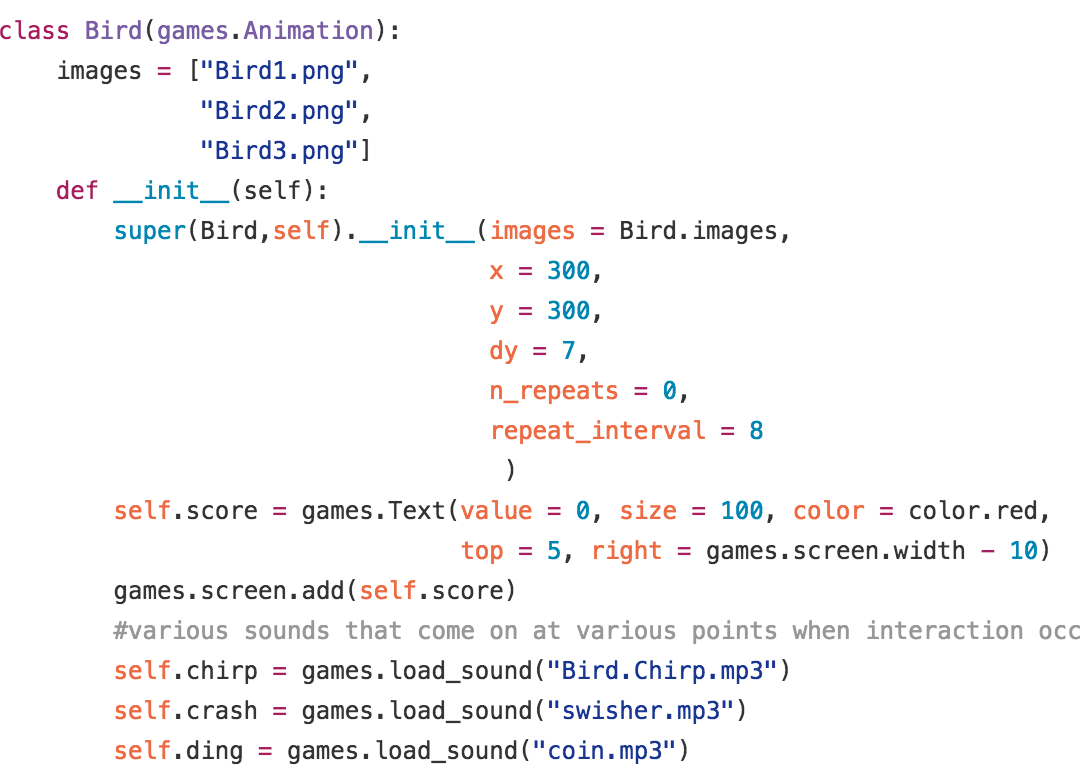 class Bird(games.Animation):
    images = ["Bird1.png",
              "Bird2.png",
              "Bird3.png"]
    def __init__(self):
        super(Bird,self).__init__(images = Bird.images,
                                  x = 300,
                                  y = 300,
                                  dy = 7,
                                  n_repeats = 0,
                                  repeat_interval = 8
                                   )
        self.score = games.Text(value = 0, size = 100, color = color.red,
                                top = 5, right = games.screen.width - 10)
        games.screen.add(self.score)
        #various sounds that come on at various points when interaction occ
        self.chirp = games.load_sound("Bird.Chirp.mp3")
        self.crash = games.load_sound("swisher.mp3")
        self.ding = games.load_sound("coin.mp3")